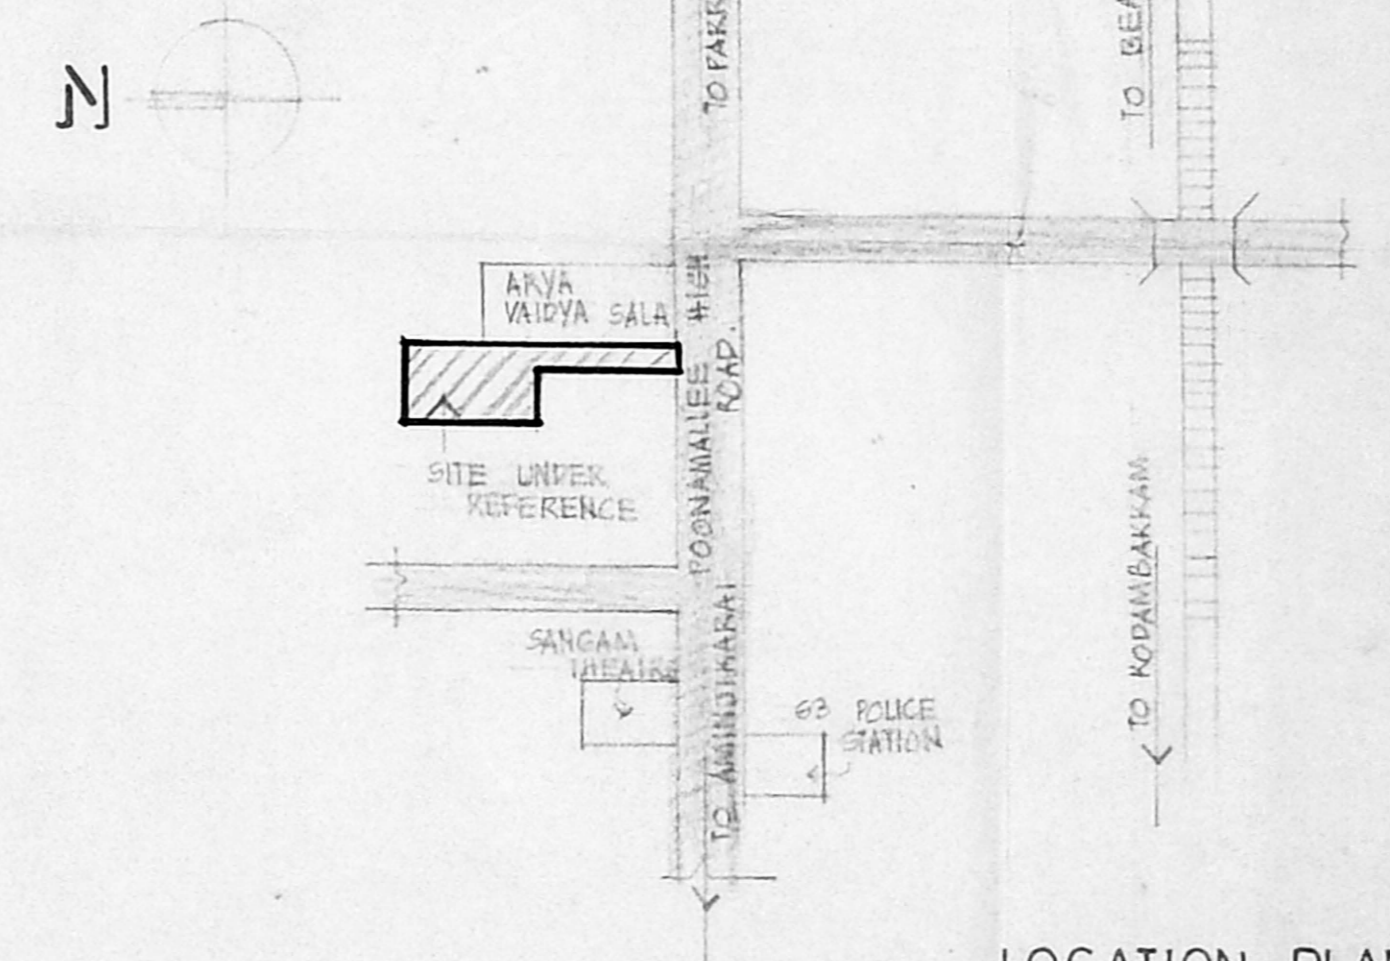 N
TO PARK
TO BEA
ARYA
VAIDYA SALA
POONAMALLEE HIGH
ROAD.
SITE UNDER
REFERENCE
TO KODAMBAKKAM
SANGAM
THEATRE
TO AMINJIKARAI
G3 POLICE
STATION
LOCATION PLA